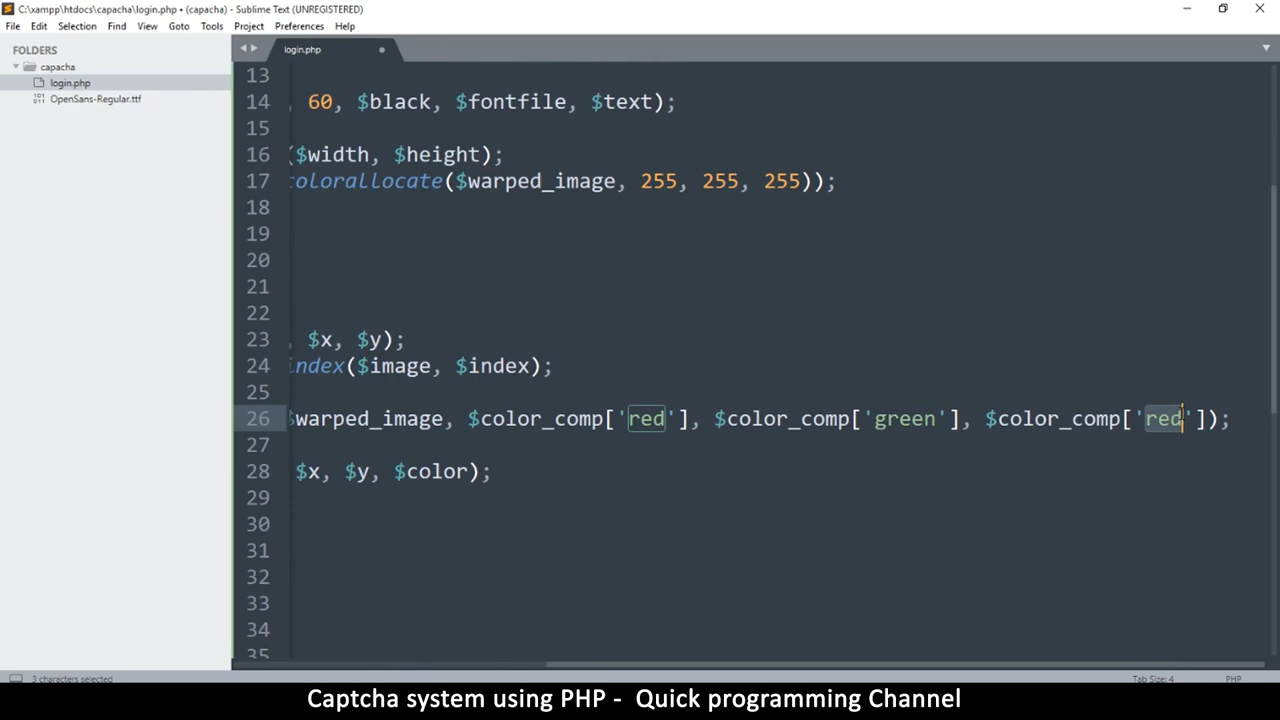 C:\xampp\htdocs\capacha\login.php • (capacha) - Sublime Text (UNREGISTERED)
File Edit Selection Find View Goto Tools Project Preferences Help
FOLDERS
capacha
login.php
OpenSans-Regular.ttf
login.php
13
14 , 60, $black, $fontfile, $text);
15
16 ($width, $height);
17 colorallocate($warped_image, 255, 255, 255));
18
19
20
21
22
23 , $x, $y);
24 index($image, $index);
25
26 $warped_image, $color_comp['red'], $color_comp['green'], $color_comp['red']);
27
28 $x, $y, $color);
29
30
31
32
33
34
35
3 characters selected
Tab Size: 4
PHP
Captcha system using PHP - Quick programming Channel